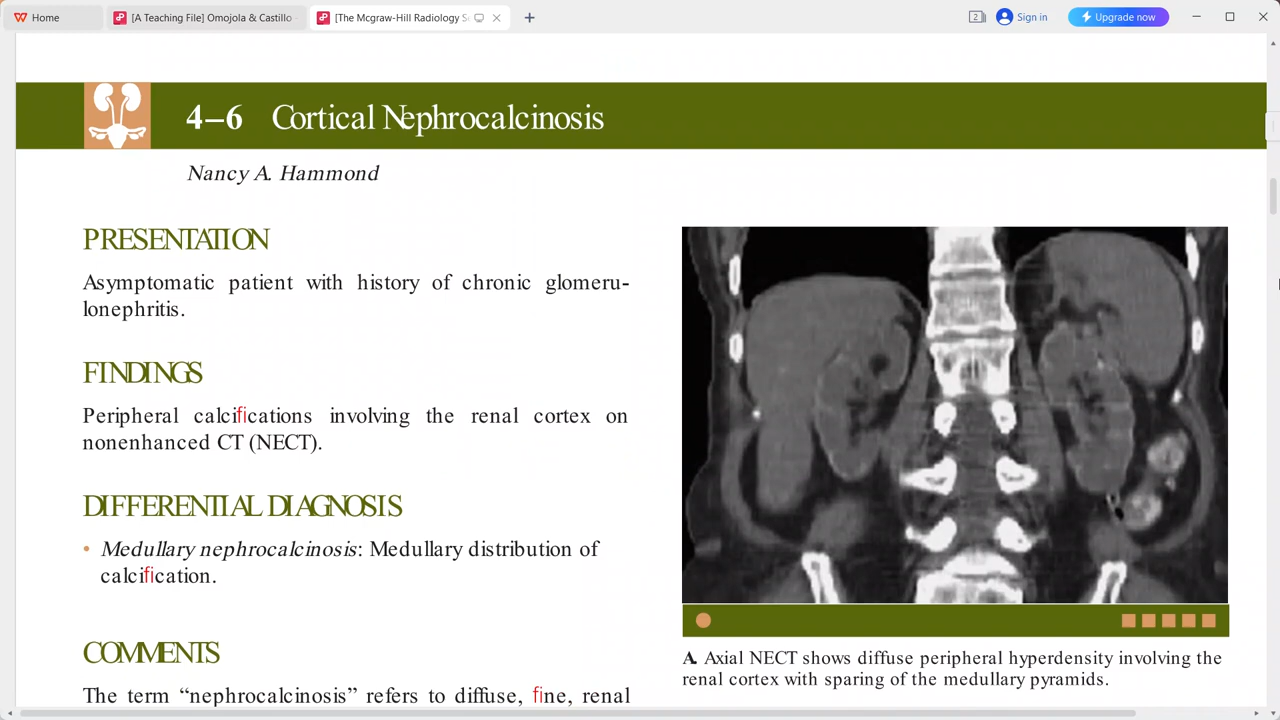 Home
[A Teaching File] Omojola & Castillo -
[The Mcgraw-Hill Radiology S
2
Sign in
Upgrade now
4–6 Cortical Nephrocalcinosis
Nancy A. Hammond
PRESENTATION
Asymptomatic patient with history of chronic glomeru-
lonephritis.
FINDINGS
Peripheral calcifications involving the renal cortex on
nonenhanced CT (NECT).
DIFFERENTIAL DIAGNOSIS
• Medullary nephrocalcinosis: Medullary distribution of
calcification.
COMMENTS
The term “nephrocalcinosis” refers to diffuse, fine, renal
A. Axial NECT shows diffuse peripheral hyperdensity involving the
renal cortex with sparing of the medullary pyramids.